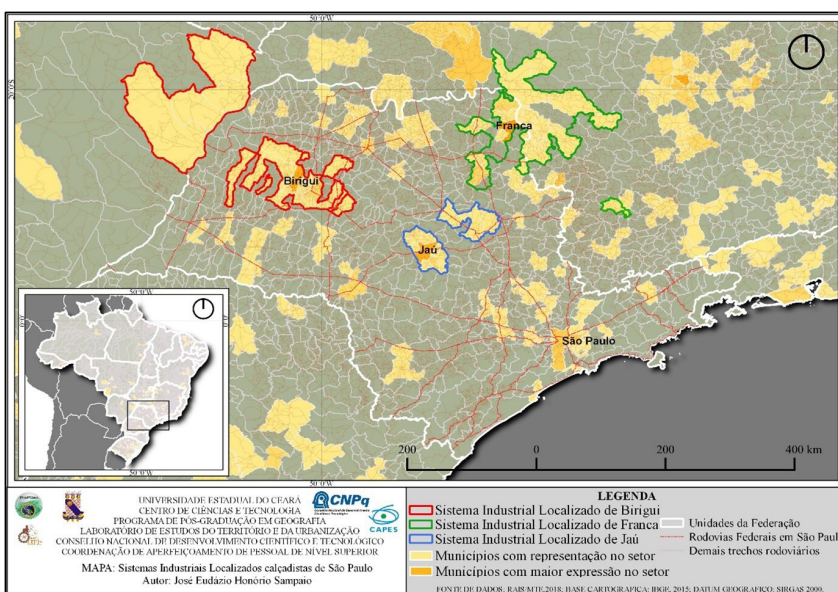 50°0'W
20°S
Franca
Birigui
Jaú
São Paulo
50°0'W
0°
0°
50°0'W
200 0 200 400 km
50°0'W
UNIVERSIDADE ESTADUAL DO CEARÁ
CENTRO DE CIÊNCIAS E TECNOLOGIA
PROGRAMA DE PÓS-GRADUAÇÃO EM GEOGRAFIA
LABORATÓRIO DE ESTUDOS DO TERRITÓRIO E DA URBANIZAÇÃO
CONSELHO NACIONAL DE DESENVOLVIMENTO CIENTÍFICO E TECNOLÓGICO
COORDENAÇÃO DE APERFEIÇOAMENTO DE PESSOAL DE NÍVEL SUPERIOR
CNPq
CAPES
MAPA: Sistemas Industriais Localizados calçadistas de São Paulo
Autor: José Eudázio Honório Sampaio
LEGENDA
Sistema Industrial Localizado de Birigui
Sistema Industrial Localizado de Franca
Sistema Industrial Localizado de Jaú
Municípios com representação no setor
Municípios com maior expressão no setor
Unidades da Federação
Rodovias Federais em São Paul
Demais trechos rodoviários
FONTE DE DADOS: RAIS/MTE,2018. BASE CARTOGRÁFICA: IBGE, 2015; DATUM GEOGRÁFICO: SIRGAS 2000.